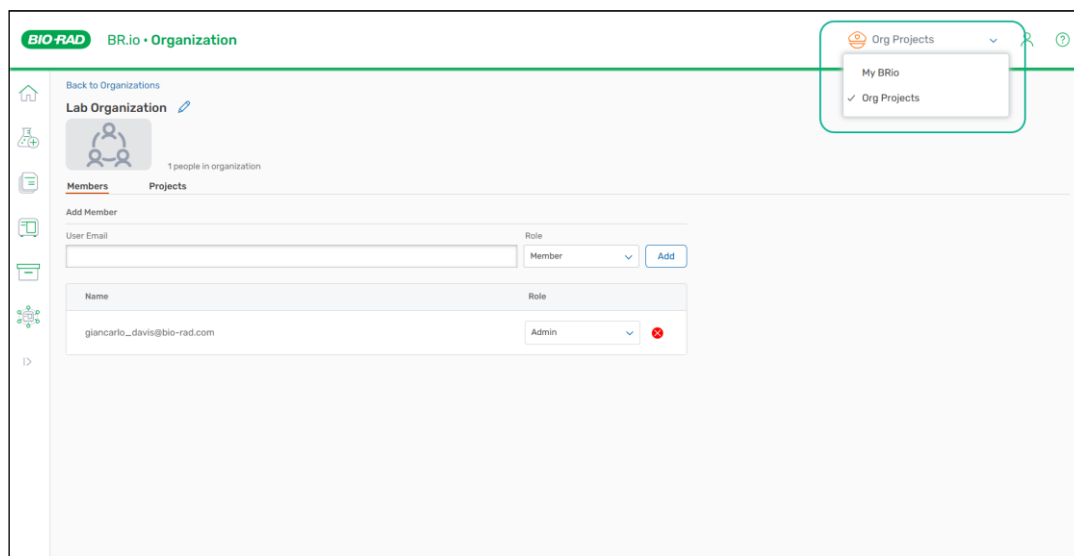 BIO-RAD BR.io • Organization Org Projects
My BRio
Org Projects
Back to Organizations
Lab Organization
1 people in organization
Members Projects
Add Member
User Email Role
Member Add
Name Role
giancarlo_davis@bio-rad.com Admin